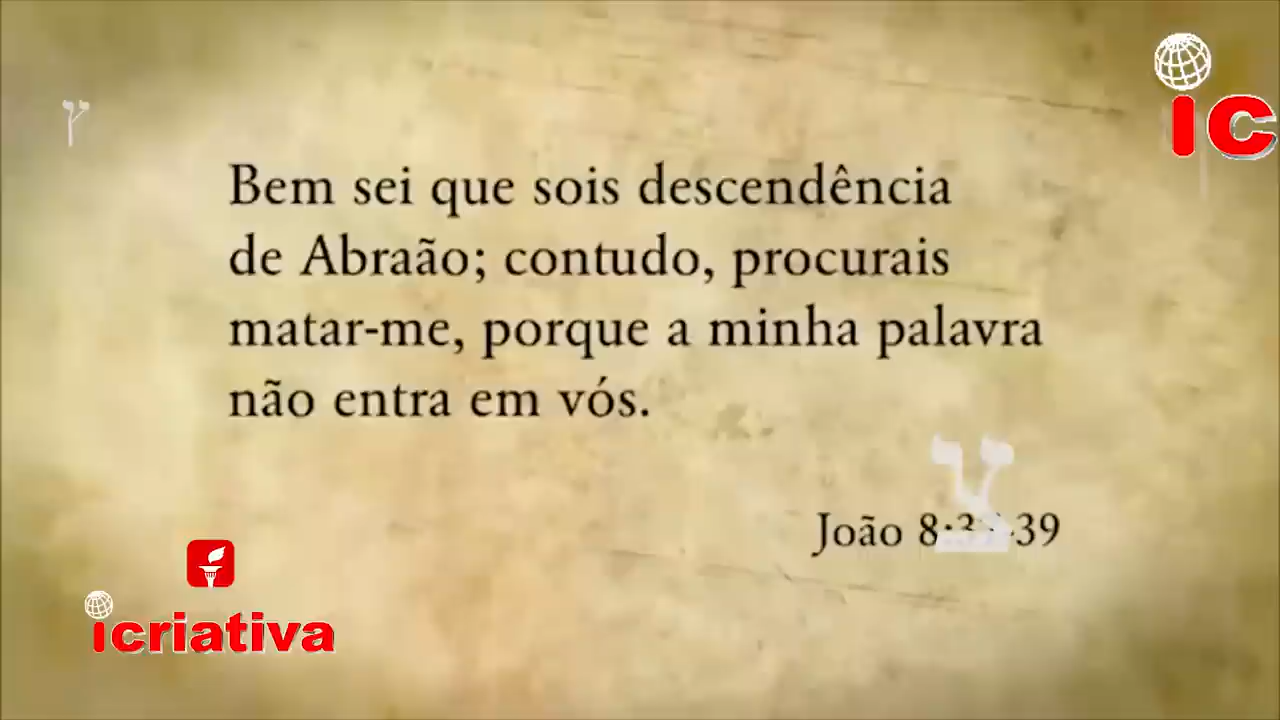 ץ
IC
Bem sei que sois descendência
de Abraão; contudo, procurais
matar-me, porque a minha palavra
não entra em vós.
צ
João 39
icriativa